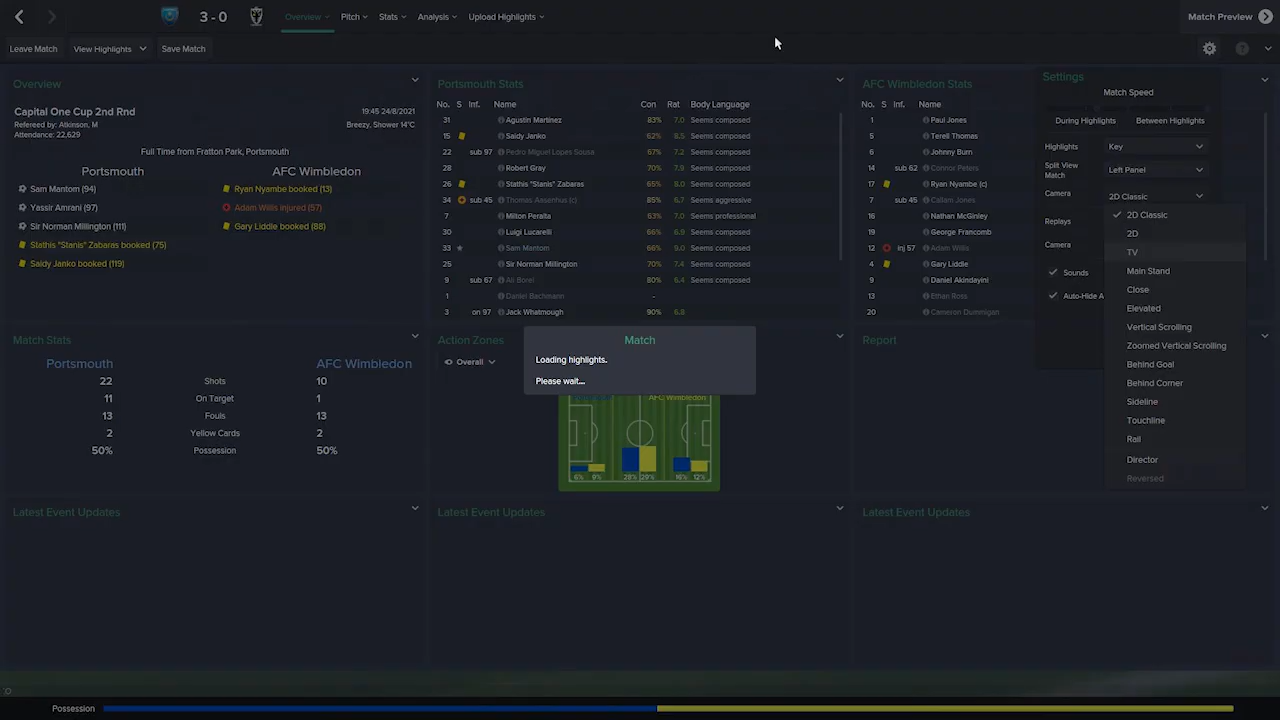 3 - 0
Overview
Pitch
Stats
Analysis
Upload Highlights
Match Preview
Leave Match
View Highlights
Save Match
Overview
Capital One Cup 2nd Rnd
19:45 24/8/2021
Refereed by: Atkinson, M
Breezy, Shower 14°C
Attendance: 22,629
Full Time from Fratton Park, Portsmouth
Portsmouth
AFC Wimbledon
Sam Mantom (94)
Ryan Nyambe booked (13)
Yassir Amrani (97)
Adam Willis injured (57)
Sir Norman Millington (111)
Gary Liddle booked (88)
Stathis "Stanis" Zabaras booked (75)
Saidy Janko booked (119)
Portsmouth Stats
No. S Inf. Name Con Rat Body Language
31 Agustin Martinez 83% 7.0 Seems composed
15 Saidy Janko 62% 8.5 Seems composed
22 sub 97 Pedro Miguel Lopes Sousa 97% 7.2 Seems composed
28 Robert Gray 70% 7.9 Seems composed
26 Stathis "Stanis" Zabaras 65% 8.0 Seems composed
34 sub 45 Thomas Aasenhus (c) 85% 6.7 Seems aggressive
7 Milton Peralta 63% 7.0 Seems professional
30 Luigi Lucarelli 66% 6.9 Seems composed
33 Sam Mantom 66% 9.0 Seems composed
25 Sir Norman Millington 70% 7.4 Seems composed
9 sub 67 Ali Borel 80% 6.4 Seems composed
1 Daniel Bachmann -
3 on 97 Jack Whatmough 90% 6.8
AFC Wimbledon Stats
No. S Inf. Name
1 Paul Jones
5 Terell Thomas
6 Johnny Burn
14 sub 62 Connor Peters
17 Ryan Nyambe (c)
7 sub 45 Callam Jones
16 Nathan McGinley
19 George Francomb
12 Inj 57 Adam Willis
4 Gary Liddle
9 Daniel Akindayini
13 Ethan Ross
20 Cameron Dummigan
Settings
Match Speed
During Highlights
Between Highlights
Highlights
Key
Split View Match
Left Panel
Camera
2D Classic
Replays
Camera
Sounds
Auto-Hide A
2D Classic
2D
TV
Main Stand
Close
Elevated
Vertical Scrolling
Zoomed Vertical Scrolling
Behind Goal
Behind Corner
Sideline
Touchline
Rail
Director
Reversed
Match Stats
Portsmouth
AFC Wimbledon
22 Shots 10
11 On Target 1
13 Fouls 13
2 Yellow Cards 2
50% Possession 50%
Action Zones
Overall
Match
Loading highlights.
Please wait...
AFC Wimbledon
6% 9% 28% 29% 16% 12%
Report
Latest Event Updates
Latest Event Updates
Latest Event Updates
Possession